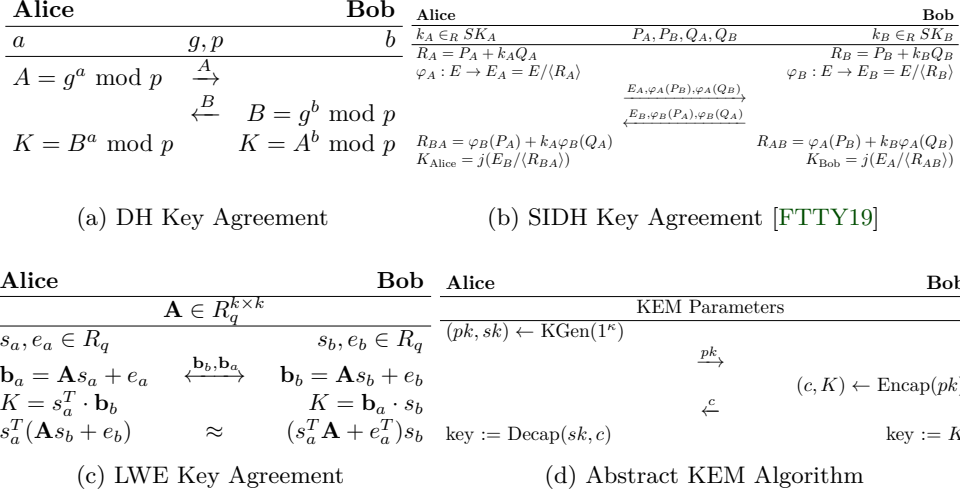 Alice Bob
a g, p b
A = g^a mod p A→
←B B = g^b mod p
K = B^a mod p K = A^b mod p
(a) DH Key Agreement
Alice Bob
k_A ∈_R SK_A P_A, P_B, Q_A, Q_B k_B ∈_R SK_B
R_A = P_A + k_A Q_A R_B = P_B + k_B Q_B
φ_A : E → E_A = E/⟨R_A⟩ φ_B : E → E_B = E/⟨R_B⟩
E_A, φ_A(P_B), φ_A(Q_B)
E_B, φ_B(P_A), φ_B(Q_A)
R_BA = φ_B(P_A) + k_A φ_B(Q_A) R_AB = φ_A(P_B) + k_B φ_A(Q_B)
K_Alice = j(E_B/⟨R_BA⟩) K_Bob = j(E_A/⟨R_AB⟩)
(b) SIDH Key Agreement [FTTY19]
Alice Bob
A ∈ R_q^{k×k}
s_a, e_a ∈ R_q s_b, e_b ∈ R_q
b_a = As_a + e_a b_b, b_a b_b = As_b + e_b
K = s_a^T · b_b K = b_a · s_b
s_a^T(As_b + e_b) ≈ (s_a^T A + e_a^T)s_b
(c) LWE Key Agreement
Alice Bob
KEM Parameters
(pk, sk) ← KGen(1^κ)
pk→
(c, K) ← Encap(pk)
←c
key := Decap(sk, c) key := K
(d) Abstract KEM Algorithm